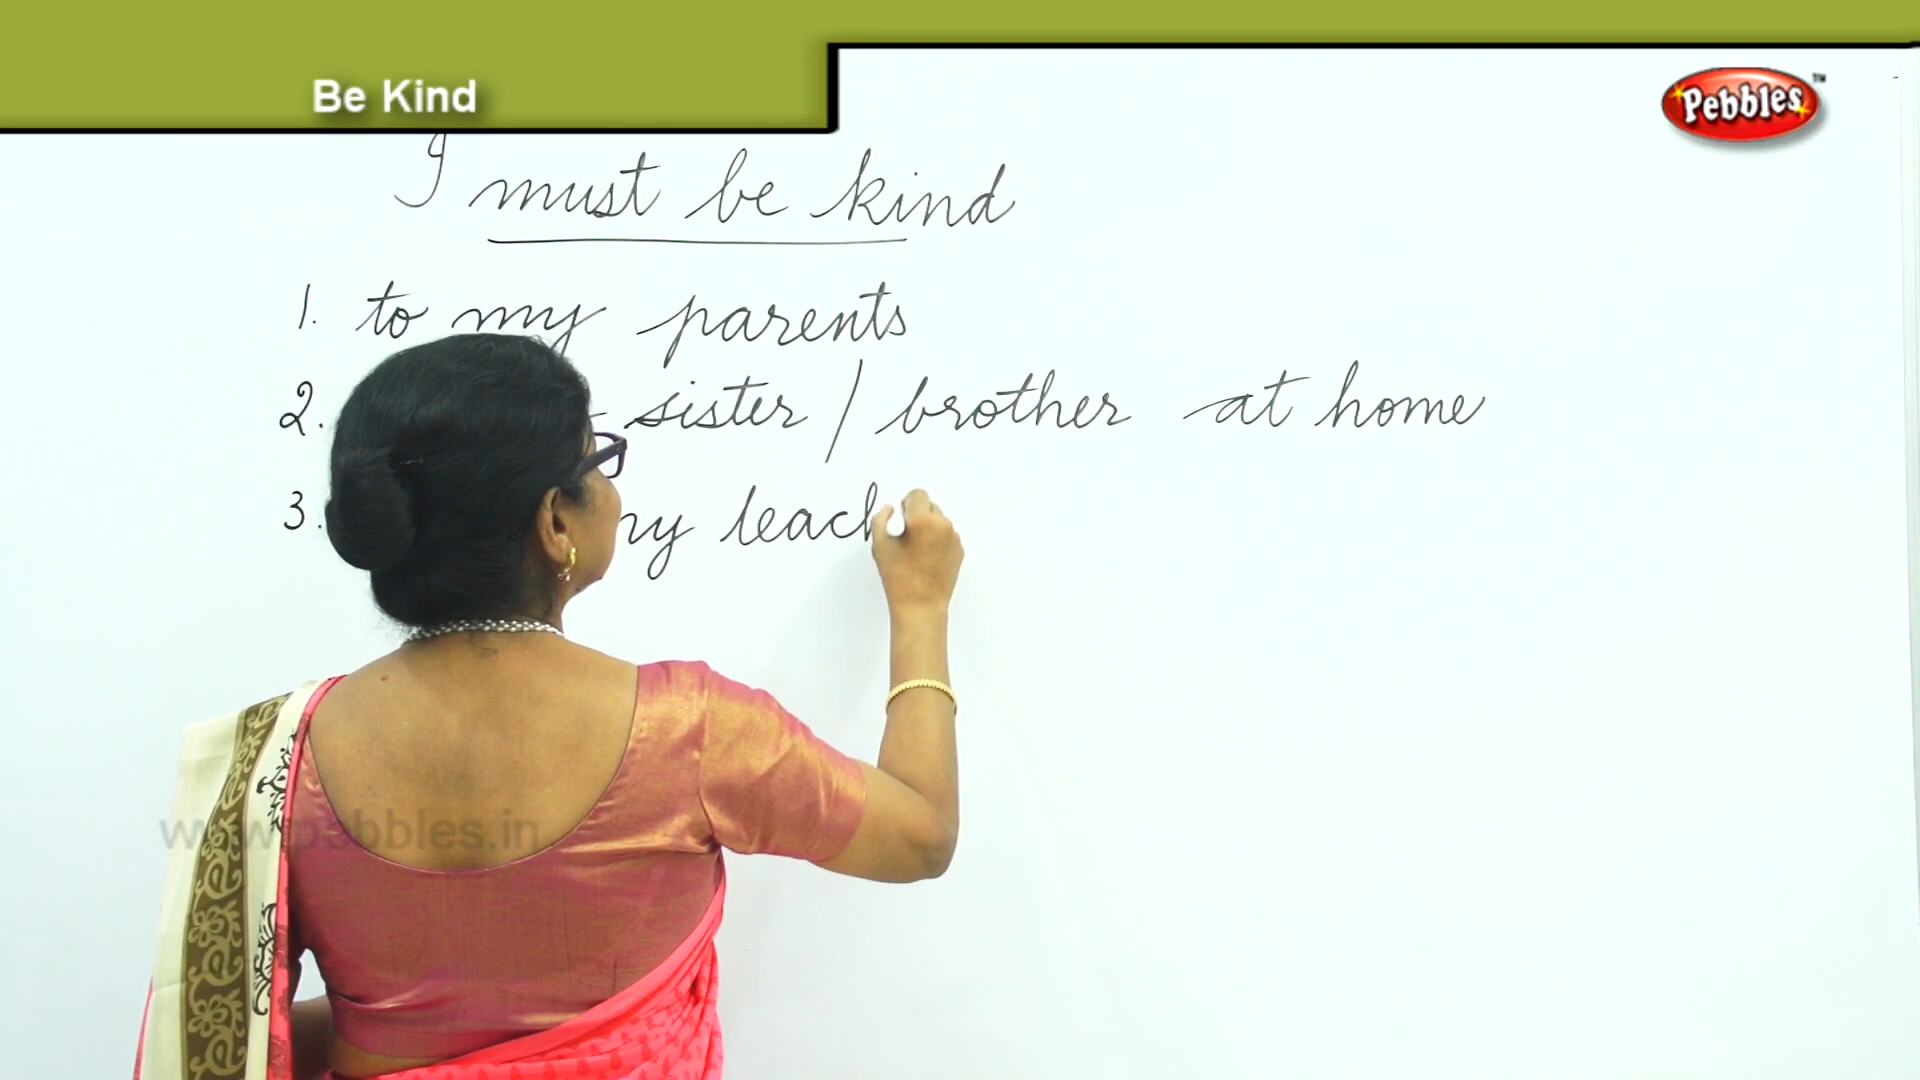 Be Kind
Pebbles™
I must be kind
1. to my parents
2. sister / brother at home
3. teach
www.pebbles.in